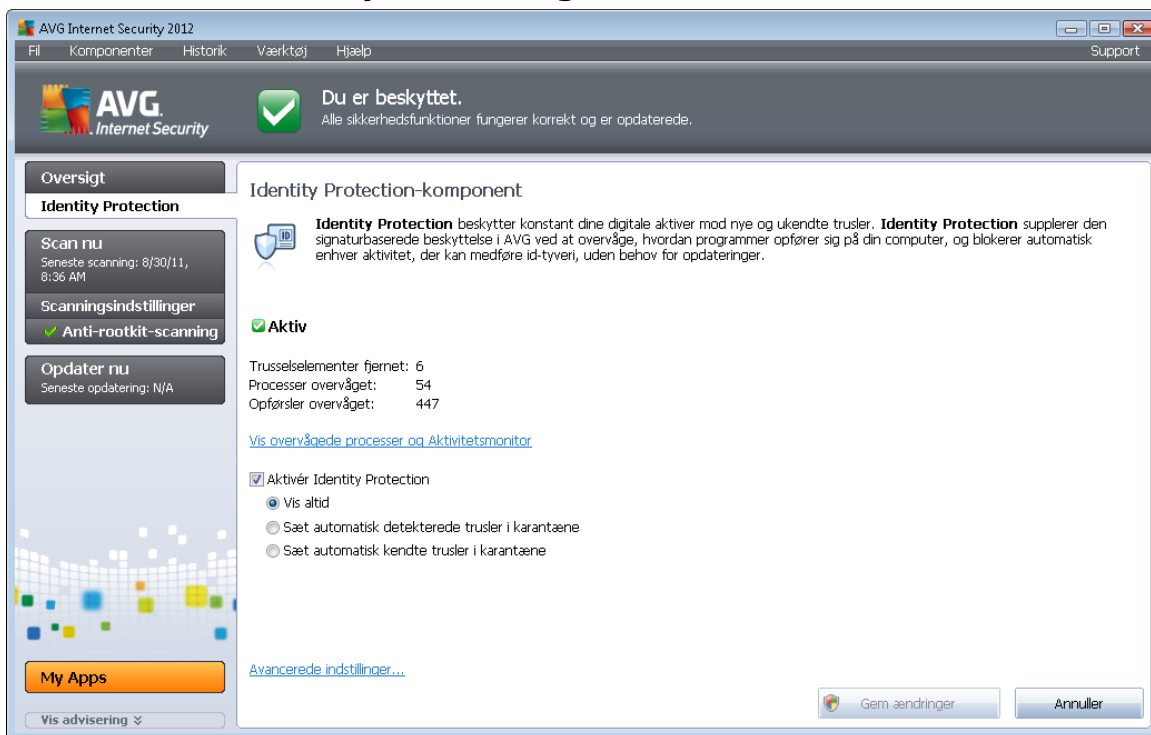 AVG Internet Security 2012
Fil Komponenter Historik Værktøj Hjælp Support
AVG.
Internet Security
Du er beskyttet.
Alle sikkerhedsfunktioner fungerer korrekt og er opdaterede.
Oversigt
Identity Protection
Scan nu
Seneste scanning: 8/30/11,
8:36 AM
Scanningsindstillinger
Anti-rootkit-scanning
Opdater nu
Seneste opdatering: N/A
My Apps
Vis advisering
Identity Protection-komponent
ID
Identity Protection beskytter konstant dine digitale aktiver mod nye og ukendte trusler. Identity Protection supplerer den
signaturbaserede beskyttelse i AVG ved at overvåge, hvordan programmer opfører sig på din computer, og blokerer automatisk
enhver aktivitet, der kan medføre id-tyveri, uden behov for opdateringer.
Aktiv
Trusselselementer fjernet: 6
Processer overvåget: 54
Opførsler overvåget: 447
Vis overvågede processer og Aktivitetsmonitor
Aktivér Identity Protection
Vis altid
Sæt automatisk detekterede trusler i karantæne
Sæt automatisk kendte trusler i karantæne
Avancerede indstillinger...
Gem ændringer
Annuller